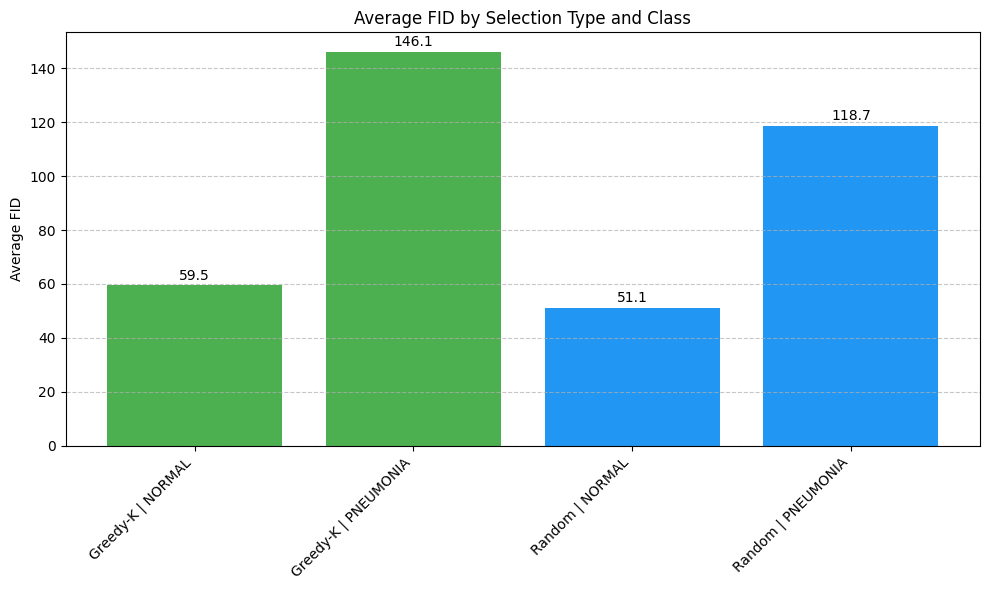 Average FID by Selection Type and Class
Average FID
140
120
100
80
60
40
20
0
59.5
146.1
51.1
118.7
Greedy-K | NORMAL
Greedy-K | PNEUMONIA
Random | NORMAL
Random | PNEUMONIA